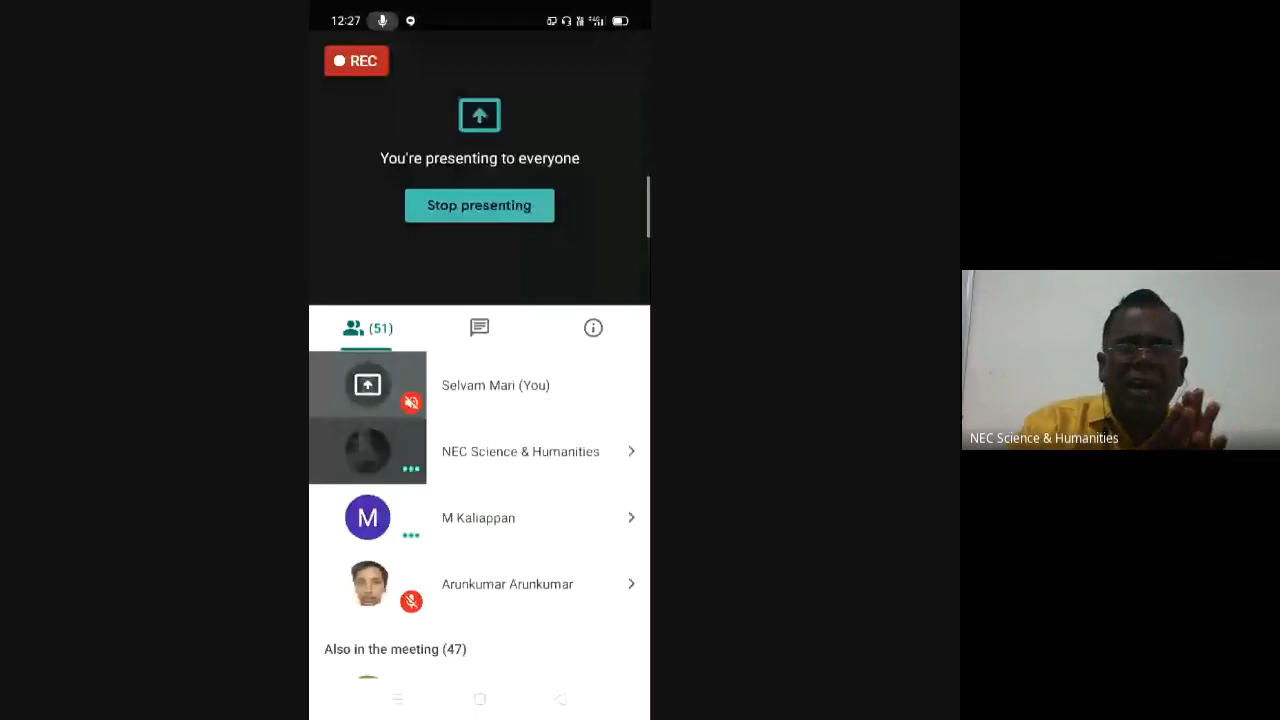 12:27
REC
You're presenting to everyone
Stop presenting
(51)
Selvam Mari (You)
NEC Science & Humanities
M
M Kaliappan
Arunkumar Arunkumar
Also in the meeting (47)
NEC Science & Humanities